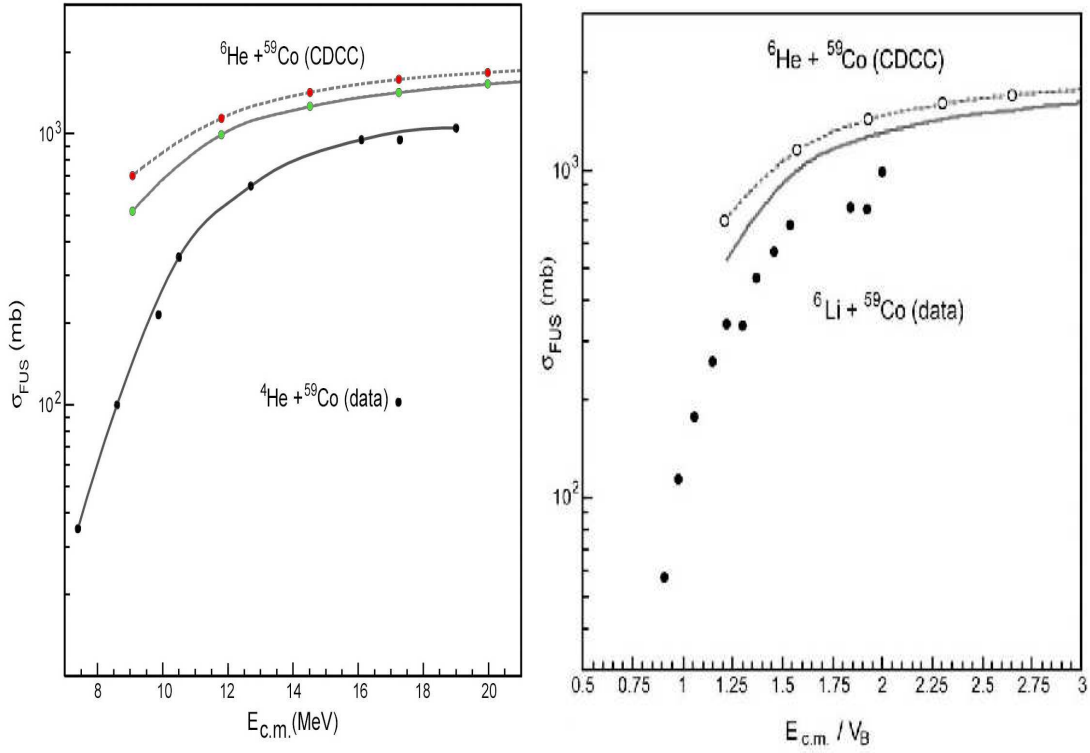 ⁶He + ⁵⁹Co (CDCC)
⁴He + ⁵⁹Co (data)
σFUS (mb)
10³
10²
8
10
12
14
16
18
20
Ec.m.(MeV)
⁶He + ⁵⁹Co (CDCC)
⁶Li + ⁵⁹Co (data)
σFUS (mb)
10³
10²
0.5
0.75
1
1.25
1.5
1.75
2
2.25
2.5
2.75
3
Ec.m. / VB